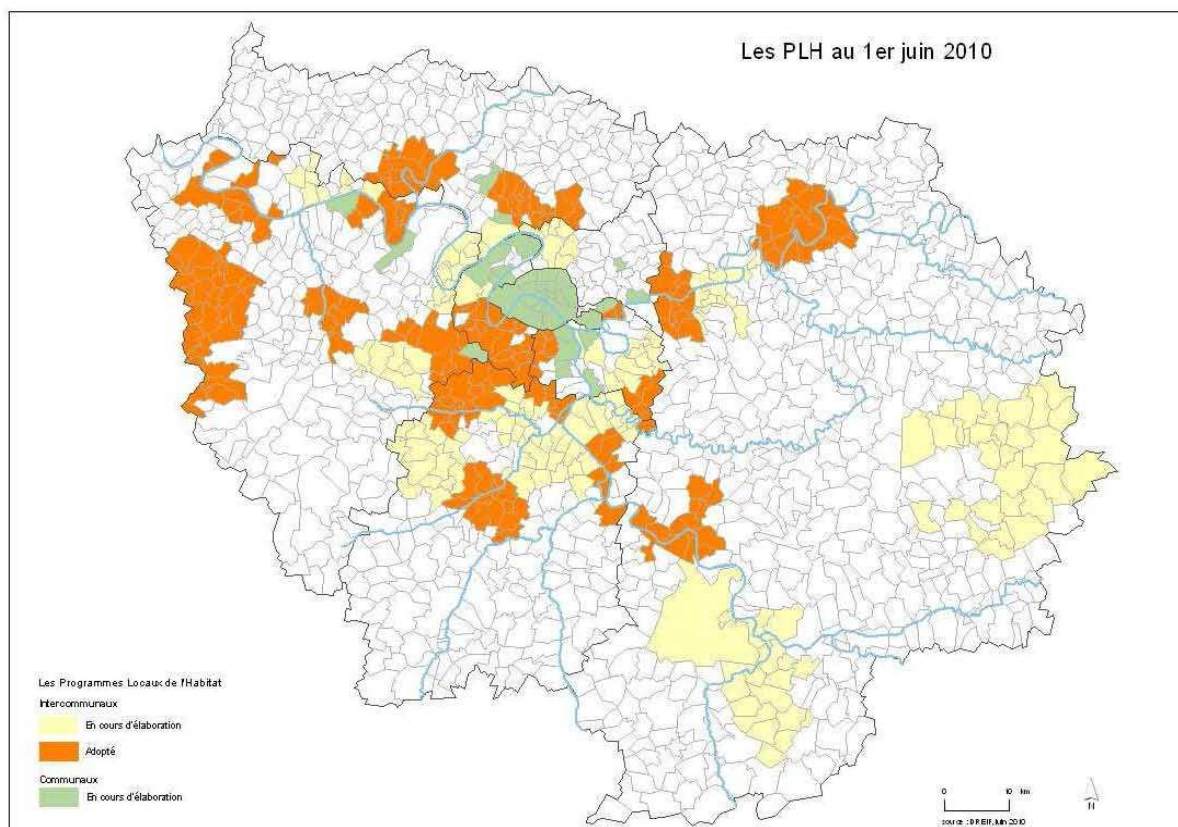 Les PLH au 1er juin 2010
Les Programmes Locaux de l'Habitat
Intercommunaux
En cours d'élaboration
Adopté
Communaux
En cours d'élaboration
0 10 km
N
source : DREIF, Juin 2010